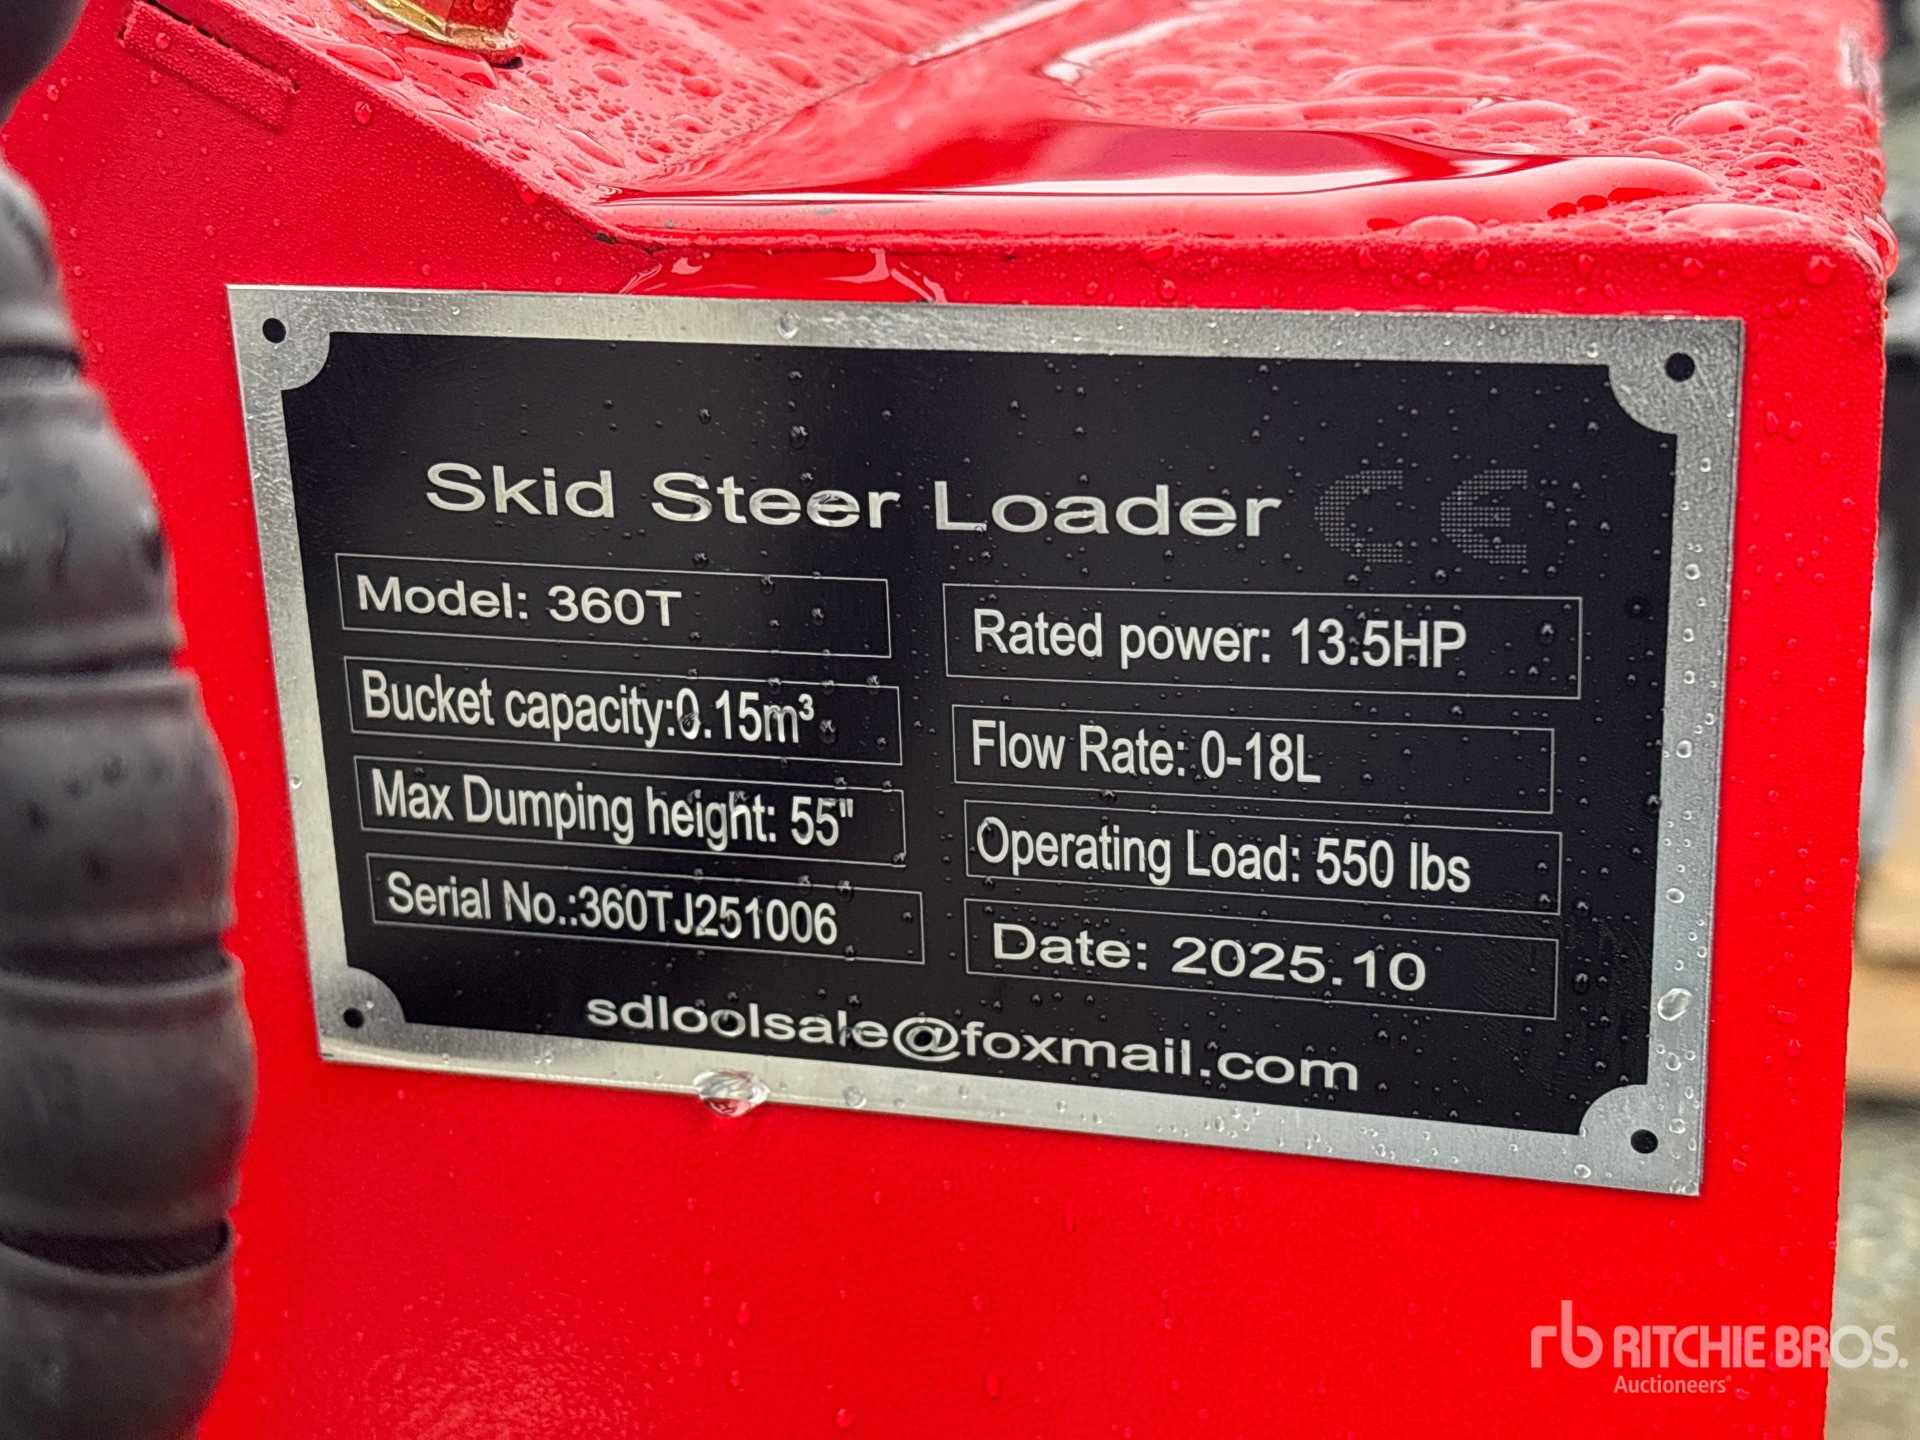 Skid Steer Loader CE
Model: 360T
Rated power: 13.5HP
Bucket capacity:0.15m³
Flow Rate: 0-18L
Max Dumping height: 55"
Operating Load: 550 lbs
Serial No.:360TJ251006
Date: 2025.10
sdloolsale@foxmail.com
rb RITCHIE BROS.
Auctioneers